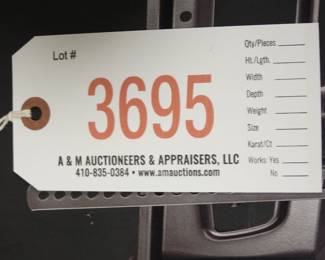 Lot #
3695
A & M AUCTIONEERS & APPRAISERS, LLC
410-835-0384 • www.amauctions.com
Qty/Pieces
Ht./Lgth.
Width
Depth
Weight
Size
Karat/Ct
Works: Yes
No